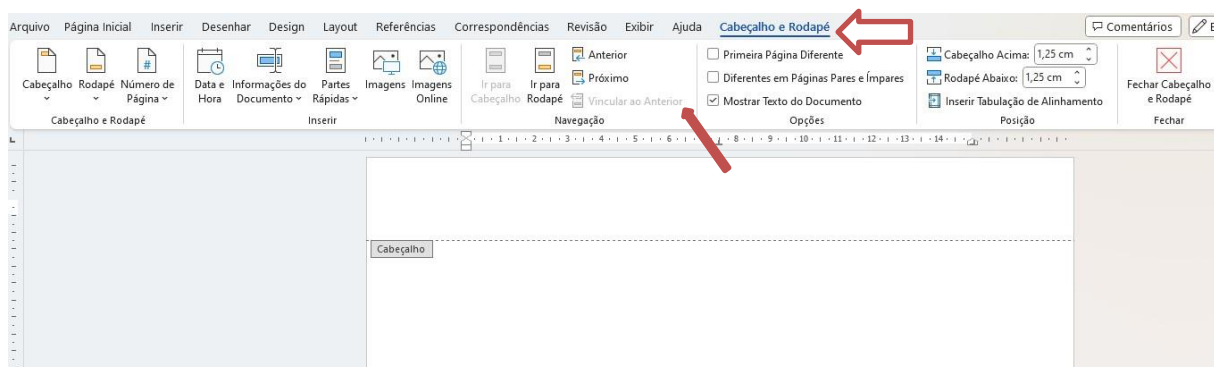 Arquivo Página Inicial Inserir Desenhar Design Layout Referências Correspondências Revisão Exibir Ajuda Cabeçalho e Rodapé Comentários E
Cabeçalho Rodapé Número de Página
Cabeçalho e Rodapé
Data e Hora Informações do Documento Partes Rápidas Imagens Imagens Online
Inserir
Ir para Cabeçalho Ir para Rodapé
Anterior
Próximo
Vincular ao Anterior
Navegação
Primeira Página Diferente
Diferentes em Páginas Pares e Ímpares
Mostrar Texto do Documento
Opções
Cabeçalho Acima: 1,25 cm
Rodapé Abaixo: 1,25 cm
Inserir Tabulação de Alinhamento
Posição
Fechar Cabeçalho e Rodapé
Fechar
1 2 3 4 5 6 8 9 10 11 12 13 14
Cabeçalho